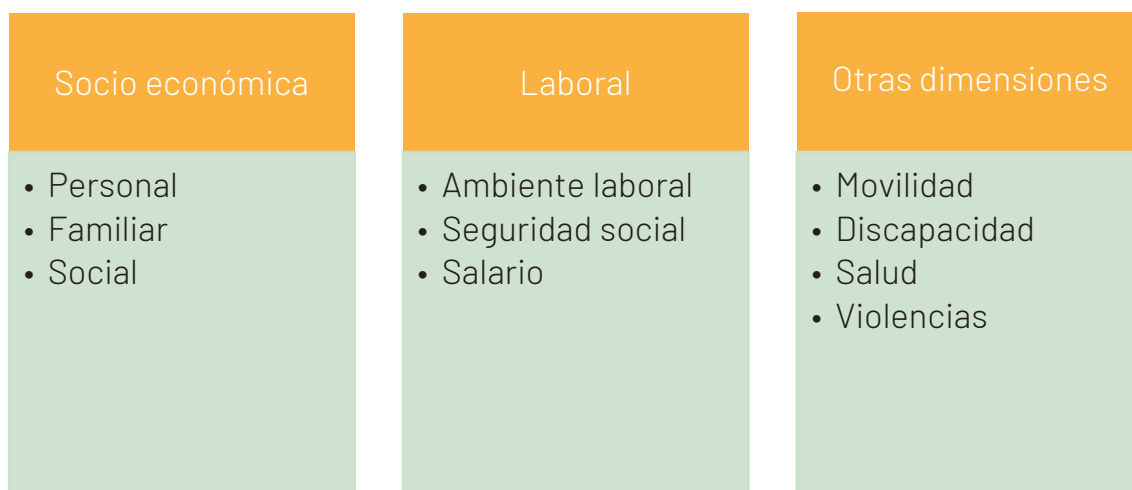 Socio económica
• Personal
• Familiar
• Social
Laboral
• Ambiente laboral
• Seguridad social
• Salario
Otras dimensiones
• Movilidad
• Discapacidad
• Salud
• Violencias